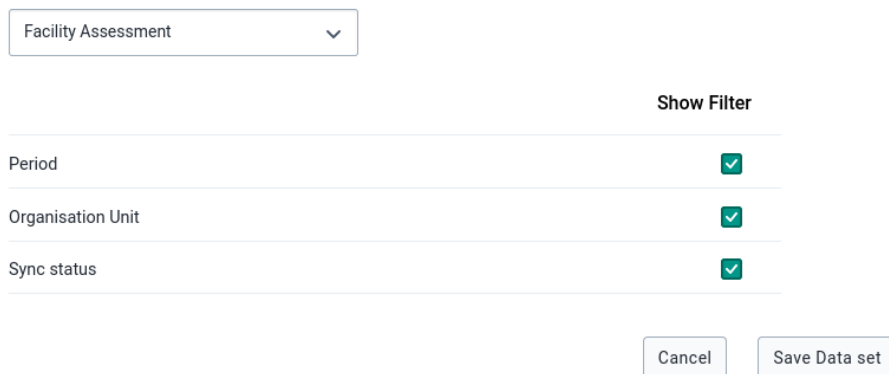 Facility Assessment
Show Filter
Period
Organisation Unit
Sync status
Cancel Save Data set